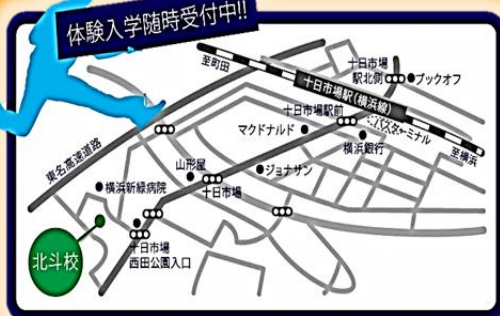 体験入学随時受付中!!
至町田
十日市場
駅北側
ブックオフ
十日市場駅(横浜線)
十日市場駅前
バスターミナル
マクドナルド
横浜銀行
至横浜
東名高速道路
山形屋
ジョナサン
横浜新緑病院
十日市場
北斗校
十日市場
西田公園入口